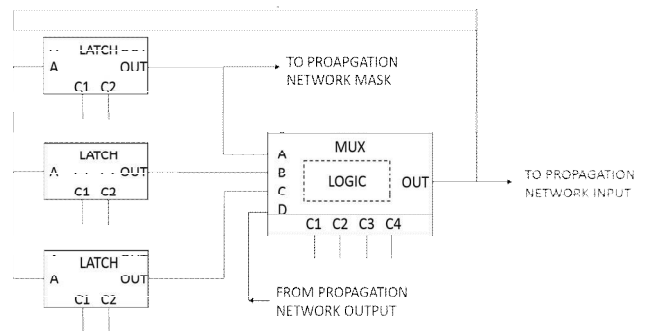 LATCH
A OUT
C1 C2
TO PROAPGATION
NETWORK MASK
LATCH
A OUT
C1 C2
MUX
A
B
C
D
LOGIC
OUT
C1 C2 C3 C4
TO PROPAGATION
NETWORK INPUT
LATCH
A OUT
C1 C2
FROM PROPAGATION
NETWORK OUTPUT